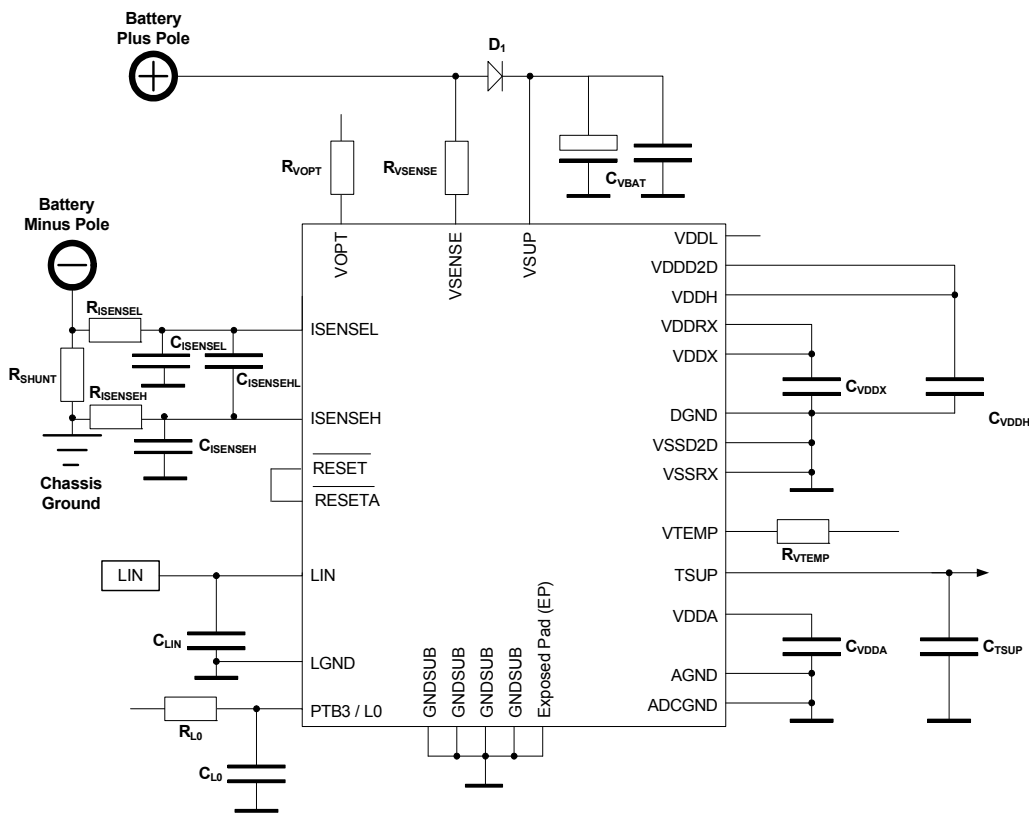 Battery
Plus Pole
D1
RVOPT
RVSENSE
CVBAT
Battery
Minus Pole
VOPT
VSENSE
VSUP
VDDL
VDDD2D
VDDH
VDDRX
VDDX
DGND
VSSD2D
VSSRX
VTEMP
TSUP
VDDA
AGND
ADCGND
CVDDX
CVDDH
RVTEMP
CVDDA
CTSUP
RISENSEL
ISENSEL
CISENSEL
RSHUNT
CISENSEHL
RISENSEH
ISENSEH
CISENSEH
Chassis
Ground
RESET
RESETA
LIN
LIN
CLIN
LGND
PTB3 / L0
RL0
CL0
GNDSUB
GNDSUB
GNDSUB
GNDSUB
Exposed Pad (EP)